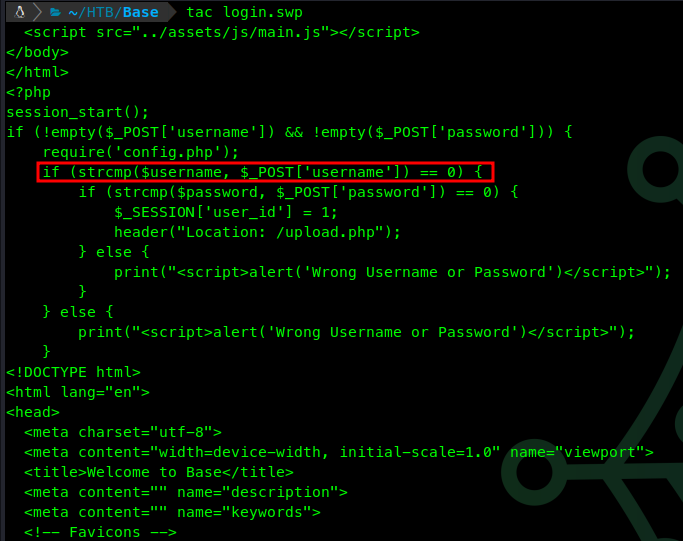 ~/HTB/Base tac login.swp
  <script src="../assets/js/main.js"></script>
</body>
</html>
<?php
session_start();
if (!empty($_POST['username']) && !empty($_POST['password'])) {
    require('config.php');
    if (strcmp($username, $_POST['username']) == 0) {
        if (strcmp($password, $_POST['password']) == 0) {
            $_SESSION['user_id'] = 1;
            header("Location: /upload.php");
        } else {
            print("<script>alert('Wrong Username or Password')</script>");
        }
    } else {
        print("<script>alert('Wrong Username or Password')</script>");
    }
<!DOCTYPE html>
<html lang="en">
<head>
  <meta charset="utf-8">
  <meta content="width=device-width, initial-scale=1.0" name="viewport">
  <title>Welcome to Base</title>
  <meta content="" name="description">
  <meta content="" name="keywords">
  <!-- Favicons -->